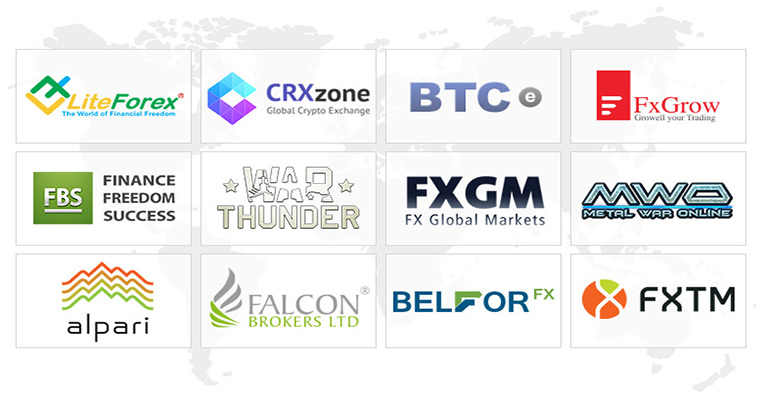 LiteForex®
The World of Financial Freedom
CRXzone
Global Crypto Exchange
BTC e
FxGrow
Growell your Trading
FBS
FINANCE
FREEDOM
SUCCESS
WAR
THUNDER
FXGM
FX Global Markets
MWO
METAL WAR ONLINE
alpari
FALCON®
BROKERS LTD
BELFOR FX
FXTM